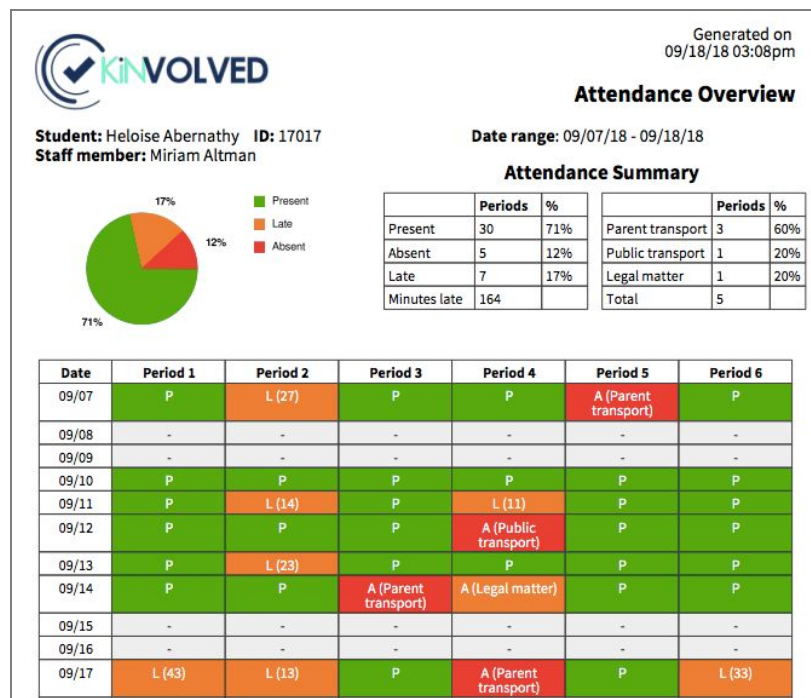 Generated on
09/18/18 03:08pm
KiNVOLVED
Attendance Overview
Student: Heloise Abernathy ID: 17017
Staff member: Miriam Altman
Date range: 09/07/18 - 09/18/18
Attendance Summary
17%
12%
71%
Present
Late
Absent
Periods %
Present 30 71%
Absent 5 12%
Late 7 17%
Minutes late 164
Periods %
Parent transport 3 60%
Public transport 1 20%
Legal matter 1 20%
Total 5
Date Period 1 Period 2 Period 3 Period 4 Period 5 Period 6
09/07 P L (27) P P A (Parent transport) P
09/08 - - - - - -
09/09 - - - - - -
09/10 P P P P P P
09/11 P L (14) P L (11) P P
09/12 P P P A (Public transport) P P
09/13 P L (23) P P P P
09/14 P P A (Parent transport) A (Legal matter) P P
09/15 - - - - - -
09/16 - - - - - -
09/17 L (43) L (13) P A (Parent transport) P L (33)